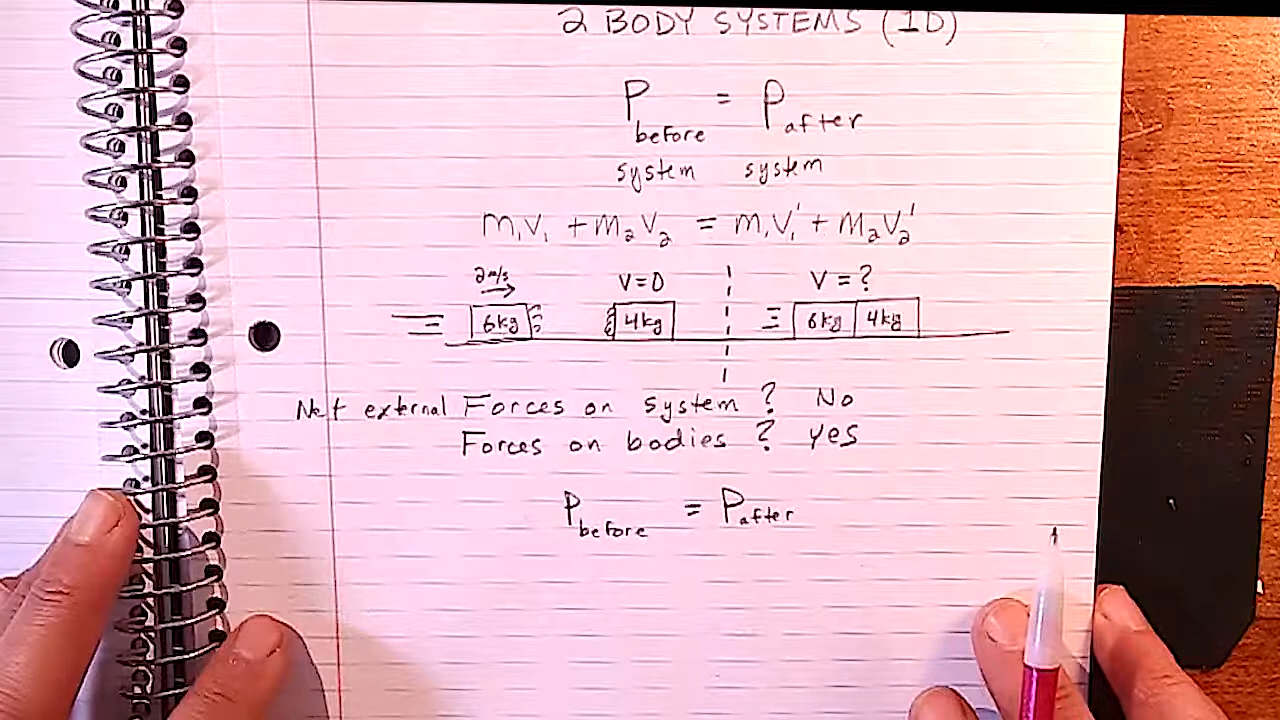 2 BODY SYSTEMS (1D)
P before = P after
system system
m₁v₁ + m₂v₂ = m₁v₁' + m₂v₂'
2 m/s V=0 V=?
6kg 4kg 6kg 4kg
Net external Forces on system? No
Forces on bodies? Yes
P before = P after